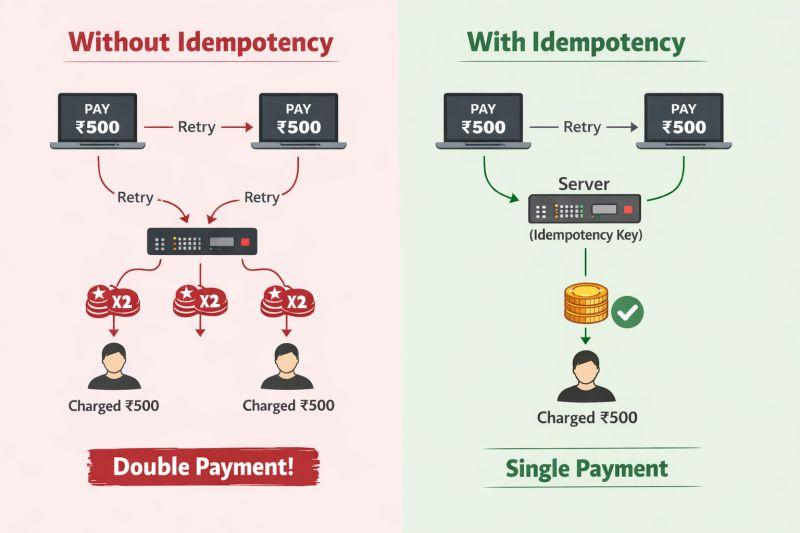 Without Idempotency
PAY
₹500
Retry
PAY
₹500
Retry
Retry
X2
X2
X2
Charged ₹500
Charged ₹500
Double Payment!
With Idempotency
PAY
₹500
Retry
PAY
₹500
Server
(Idempotency Key)
Charged ₹500
Single Payment